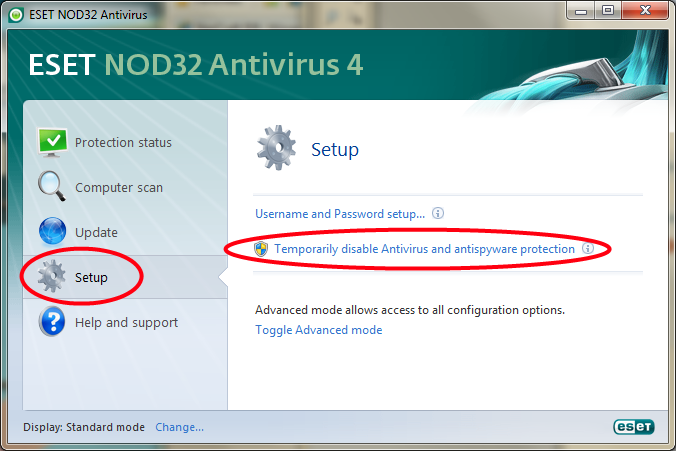 ESET NOD32 Antivirus
ESET NOD32 Antivirus 4
Protection status
Computer scan
Update
Setup
Help and support
Setup
Username and Password setup...
Temporarily disable Antivirus and antispyware protection
Advanced mode allows access to all configuration options.
Toggle Advanced mode
Display: Standard mode Change...
eset